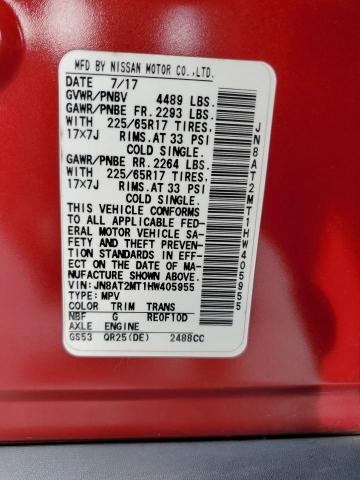 MFD BY NISSAN MOTOR CO.,LTD.
DATE 7/17
GVWR/PNBV 4489 LBS.
GAWR/PNBE FR. 2293 LBS.
WITH 225/65R17 TIRES,
17X7J RIMS.AT 33 PSI
COLD SINGLE.
GAWR/PNBE RR. 2264 LBS.
WITH 225/65R17 TIRES,
17X7J RIMS.AT 33 PSI
COLD SINGLE.
THIS VEHICLE CONFORMS
TO ALL APPLICABLE FED-
ERAL MOTOR VEHICLE SA-
FETY AND THEFT PREVEN-
TION STANDARDS IN EFF-
ECT ON THE DATE OF MA-
NUFACTURE SHOWN ABOVE.
VIN:JN8AT2MT1HW405955
TYPE: MPV
COLOR TRIM TRANS
NBF G RE0F10D
AXLE ENGINE
GS53 QR25(DE) 2488CC
JN8AT2MT1HW405955